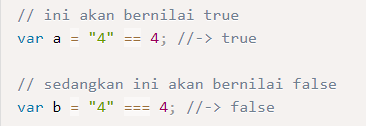 // ini akan bernilai true
var a = "4" == 4; //-> true
// sedangkan ini akan bernilai false
var b = "4" === 4; //-> false